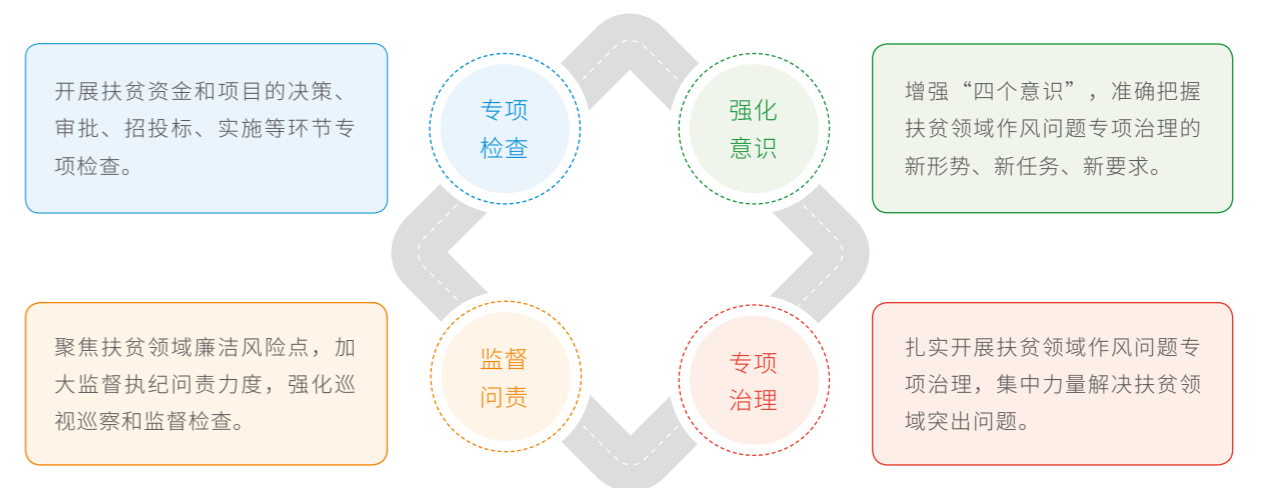 开展扶贫资金和项目的决策、
审批、招投标、实施等环节专
项检查。
专项
检查
强化
意识
增强“四个意识”，准确把握
扶贫领域作风问题专项治理的
新形势、新任务、新要求。
聚焦扶贫领域廉洁风险点，加
大监督执纪问责力度，强化巡
视巡察和监督检查。
监督
问责
专项
治理
扎实开展扶贫领域作风问题专
项治理，集中力量解决扶贫领
域突出问题。